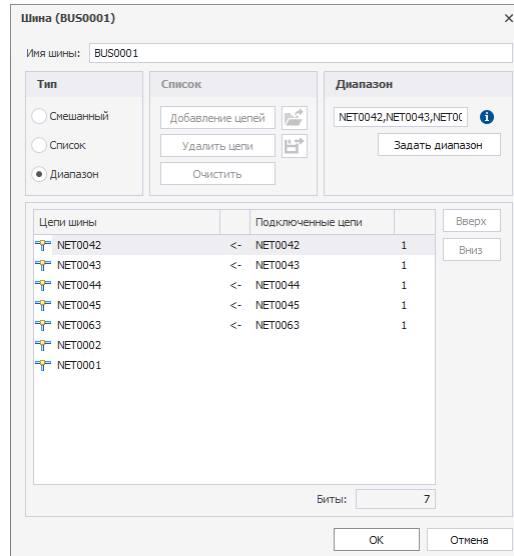 Шина (BUS0001)
Имя шины: BUS0001
Тип
Смешанный
Список
Диапазон
Список
Добавление цепей
Удалить цепи
Очистить
Диапазон
NET0042,NET0043,NET00
Задать диапазон
Цепи шины Подключенные цепи
NET0042 <- NET0042 1
NET0043 <- NET0043 1
NET0044 <- NET0044 1
NET0045 <- NET0045 1
NET0063 <- NET0063 1
NET0002
NET0001
Вверх
Вниз
Биты: 7
OK Отмена